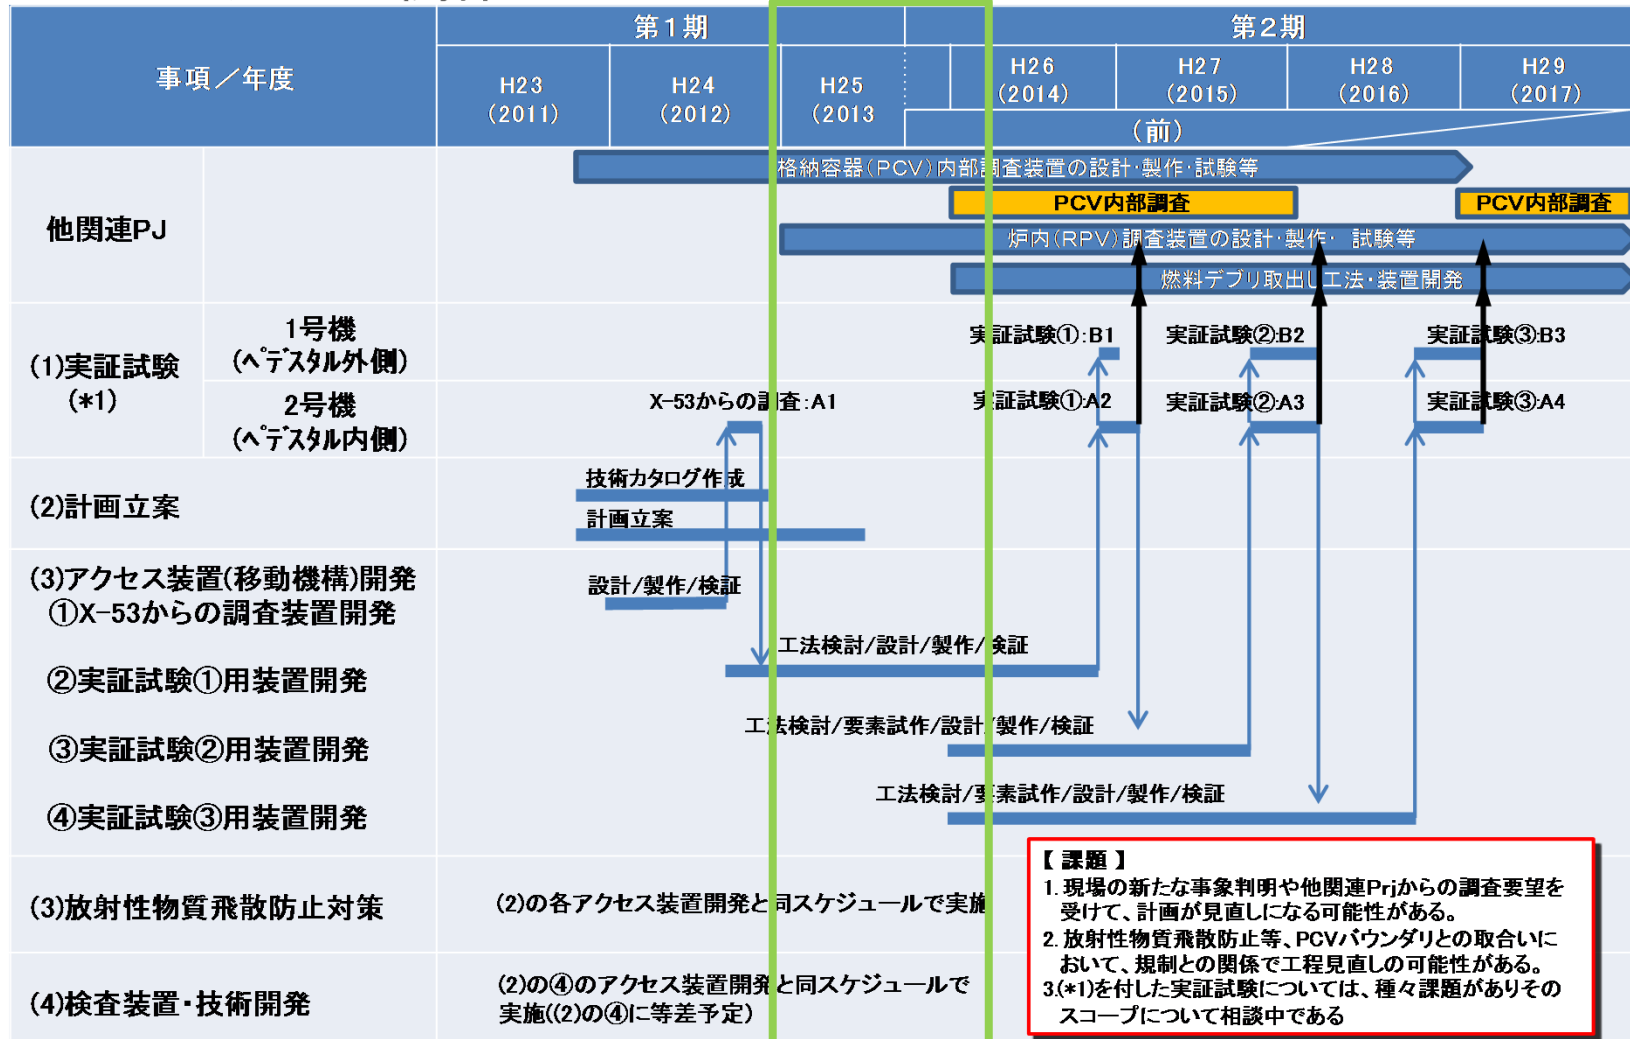 第1期
第2期
事項／年度
H23
(2011)
H24
(2012)
H25
(2013
H26
(2014)
H27
(2015)
H28
(2016)
H29
(2017)
(前)
他関連PJ
格納容器(PCV)内部調査装置の設計・製作・試験等
PCV内部調査
PCV内部調査
炉内(RPV)調査装置の設計・製作・ 試験等
燃料デブリ取出し工法・装置開発
(1)実証試験
(*1)
1号機
(ペデスタル外側)
実証試験①:B1
実証試験②:B2
実証試験③:B3
2号機
(ペデスタル内側)
X-53からの調査:A1
実証試験①:A2
実証試験②:A3
実証試験③:A4
(2)計画立案
技術カタログ作成
計画立案
(3)アクセス装置(移動機構)開発
①X-53からの調査装置開発
設計/製作/検証
②実証試験①用装置開発
工法検討/設計/製作/検証
③実証試験②用装置開発
工法検討/要素試作/設計/製作/検証
④実証試験③用装置開発
工法検討/要素試作/設計/製作/検証
(3)放射性物質飛散防止対策
(2)の各アクセス装置開発と同スケジュールで実施
(4)検査装置・技術開発
(2)の④のアクセス装置開発と同スケジュールで
実施((2)の④に等差予定)
【 課題 】
1. 現場の新たな事象判明や他関連Prjからの調査要望を
受けて、計画が見直しになる可能性がある。
2. 放射性物質飛散防止等、PCVバウンダリとの取合いに
おいて、規制との関係で工程見直しの可能性がある。
3.(*1)を付した実証試験については、種々課題がありその
スコープについて相談中である